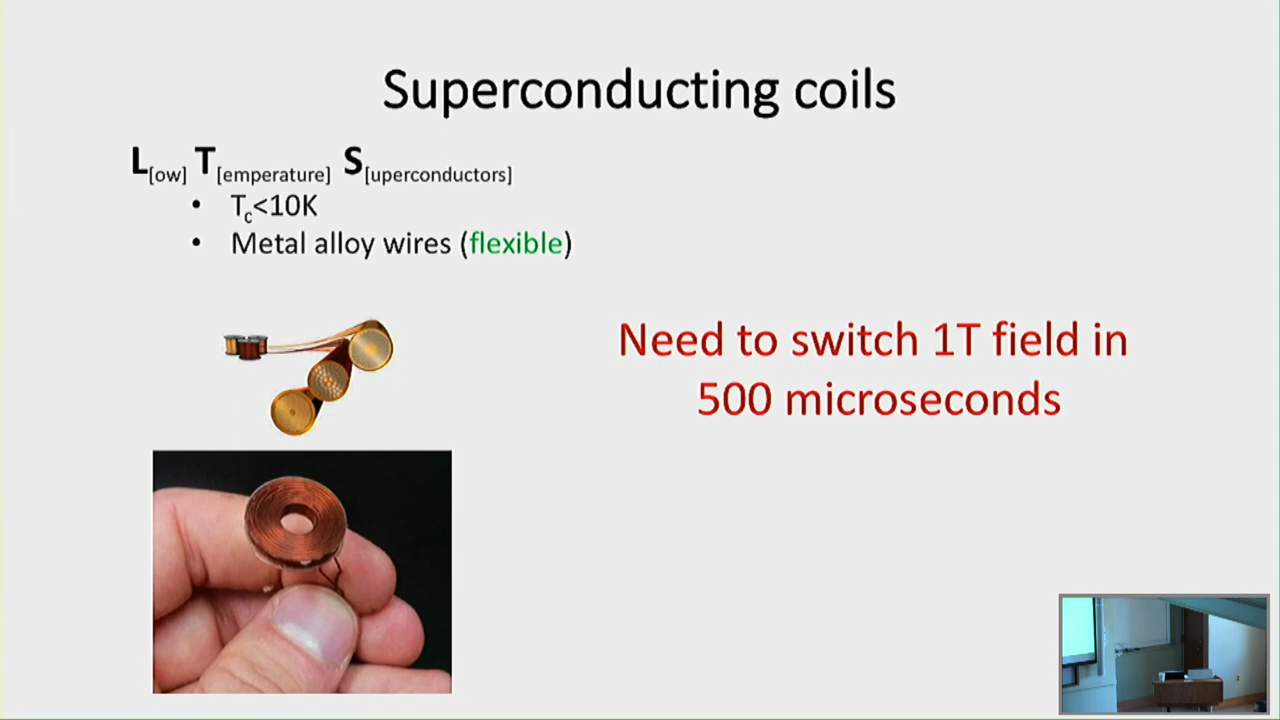 Superconducting coils
L[ow] T[emperature] S[uperconductors]
• Tc<10K
• Metal alloy wires (flexible)
Need to switch 1T field in
500 microseconds